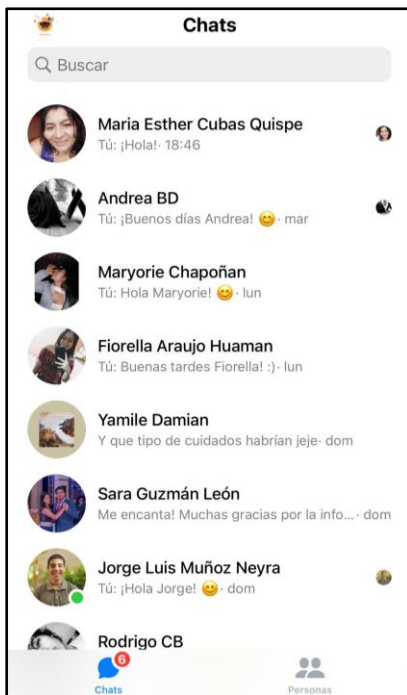 Chats
Buscar
Maria Esther Cubas Quispe
Tú: ¡Hola!· 18:46
Andrea BD
Tú: ¡Buenos días Andrea! 😊 · mar
Maryorie Chapoñan
Tú: Hola Maryorie! 😊 · lun
Fiorella Araujo Huaman
Tú: Buenas tardes Fiorella! :)· lun
Yamile Damian
Y que tipo de cuidados habrían jeje· dom
Sara Guzmán León
Me encanta! Muchas gracias por la info...· dom
Jorge Luis Muñoz Neyra
Tú: ¡Hola Jorge! 😊 · dom
Rodrigo CB
6
Chats
Personas